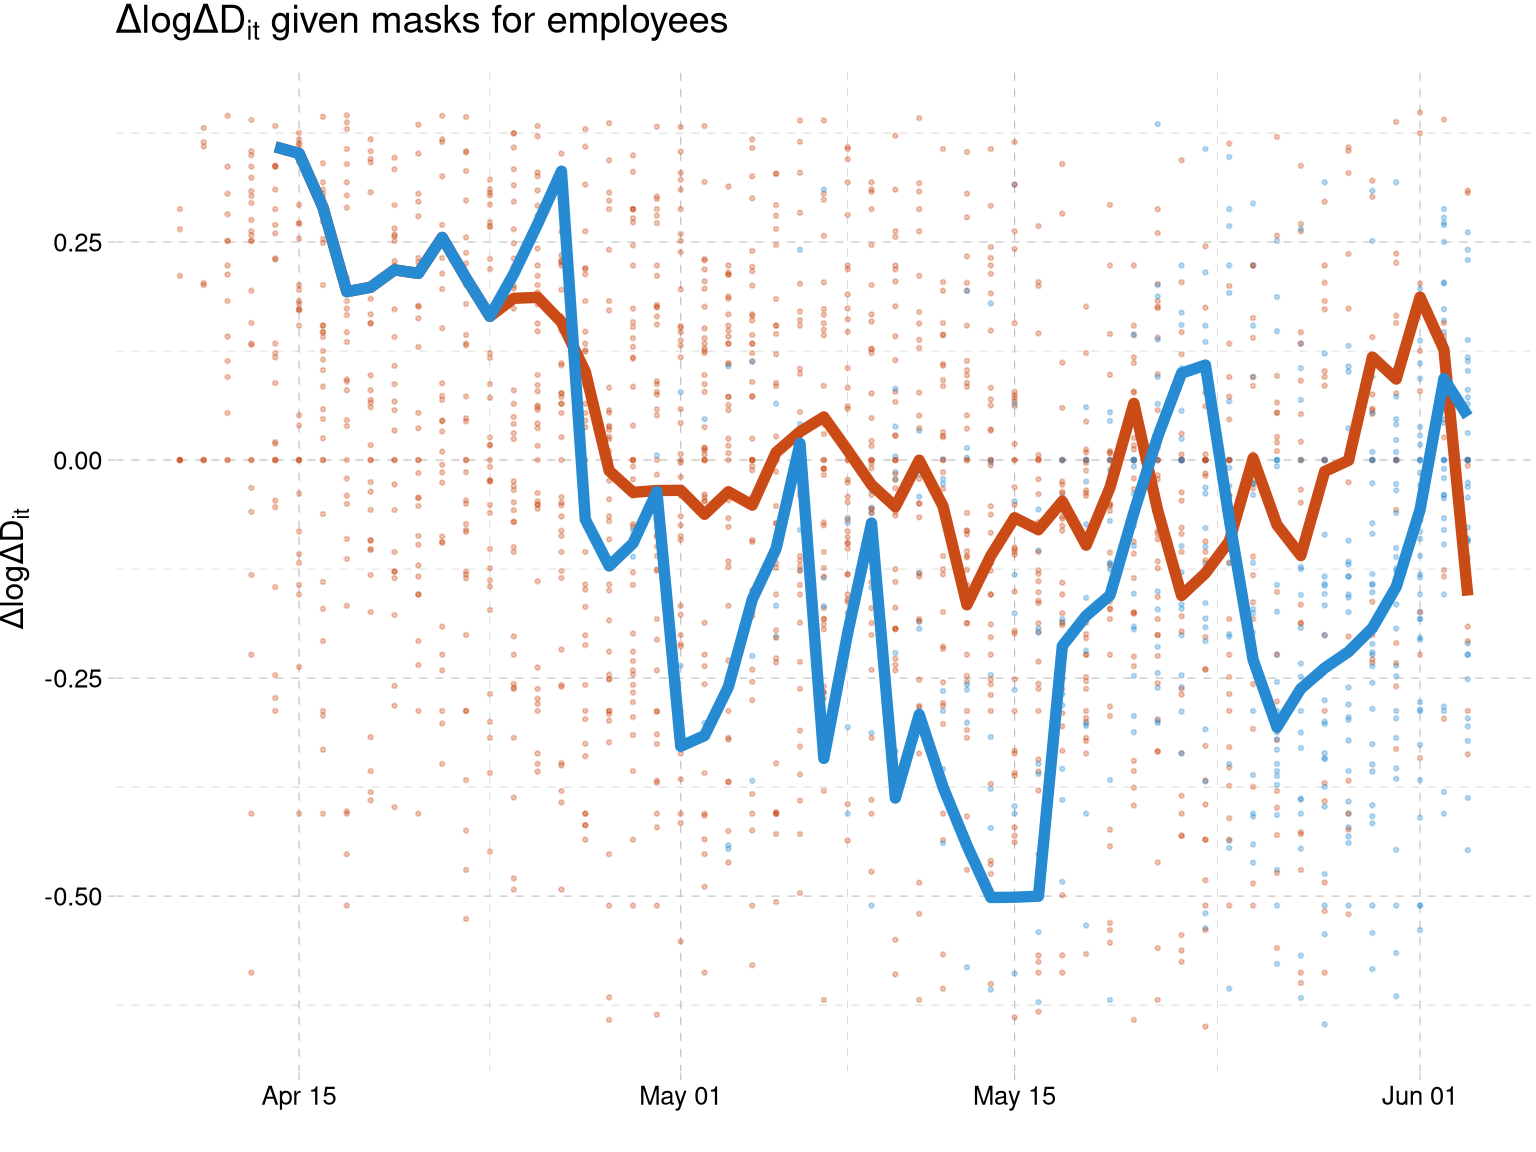 ΔlogΔDit given masks for employees
0.25
0.00
-0.25
-0.50
ΔlogΔDit
Apr 15
May 01
May 15
Jun 01